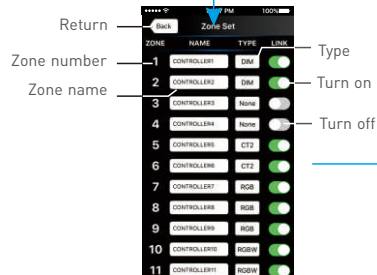 PM 100%
Return
Back Zone Set
ZONE NAME TYPE LINK
Zone number
Zone name
1 CONTROLLER1 DIM
2 CONTROLLER2 DIM
3 CONTROLLER3 None
4 CONTROLLER4 None
5 CONTROLLER5 CT2
6 CONTROLLER6 CT2
7 CONTROLLER7 RGB
8 CONTROLLER8 RGB
9 CONTROLLER9 RGB
10 CONTROLLER10 RGBW
11 CONTROLLER11 RGBW
Type
Turn on
Turn off